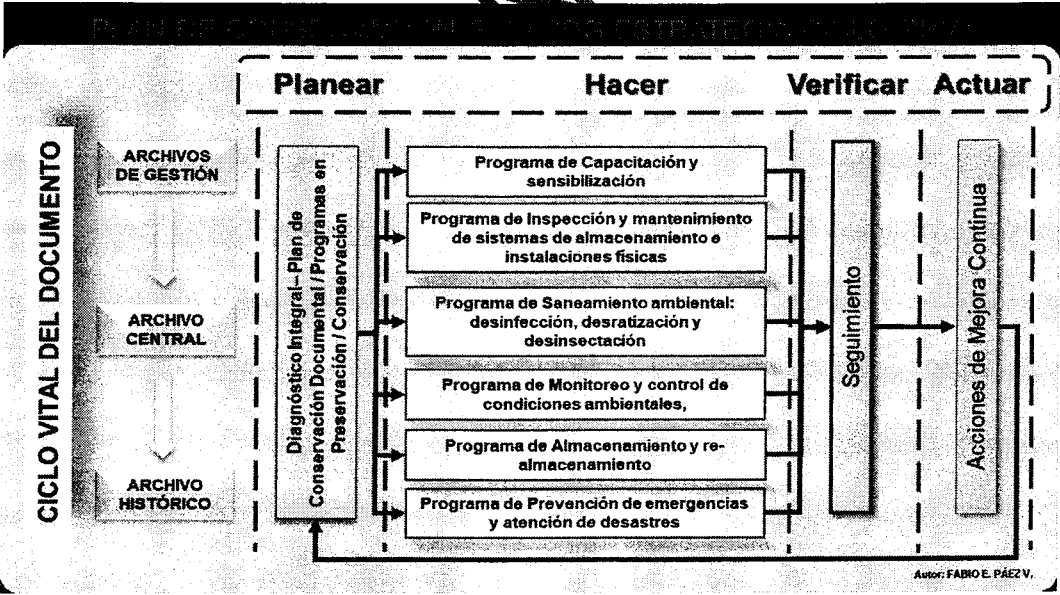 Planear
Hacer
Verificar
Actuar
CICLO VITAL DEL DOCUMENTO
ARCHIVOS
DE GESTIÓN
ARCHIVO
CENTRAL
ARCHIVO
HISTÓRICO
Diagnóstico Integral – Plan de
Conservación Documental / Programas en
Preservación / Conservación
Programa de Capacitación y
sensibilización
Programa de Inspección y mantenimiento
de sistemas de almacenamiento e
instalaciones físicas
Programa de Saneamiento ambiental:
desinfección, desratización y
desinsectación
Programa de Monitoreo y control de
condiciones ambientales,
Programa de Almacenamiento y re-
almacenamiento
Programa de Prevención de emergencias
y atención de desastres
Seguimiento
Acciones de Mejora Continua
Autor: FABIO E. PÁEZ V,